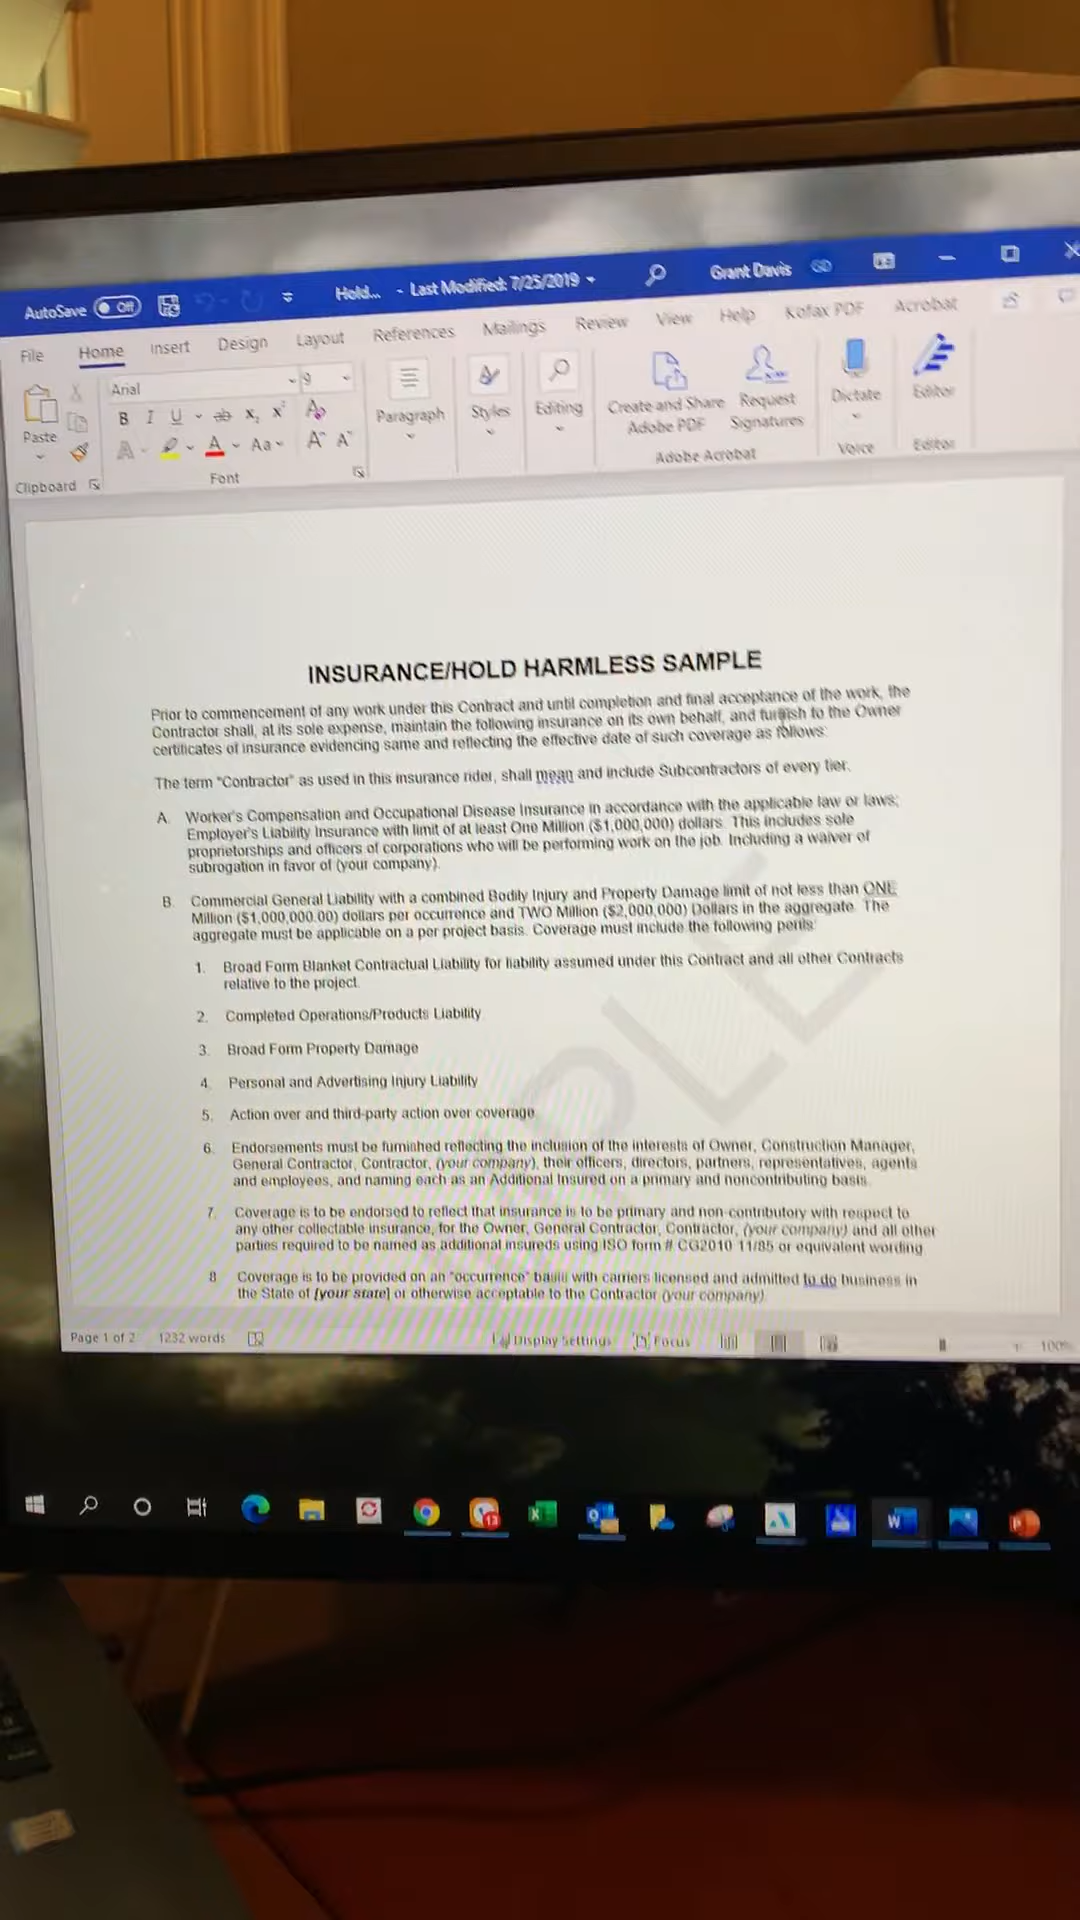 AutoSave Off Hold... - Last Modified: 7/25/2019 Grant Davis GD
File Home Insert Design Layout References Mailings Review View Help Kofax PDF Acrobat
Paste
Clipboard
Arial 9
B I U ab x₂ x²
A A Aa A A
Font
Paragraph
Styles
Editing
Create and Share Adobe PDF
Request Signatures
Adobe Acrobat
Dictate
Voice
Editor
Editor
INSURANCE/HOLD HARMLESS SAMPLE
Prior to commencement of any work under this Contract and until completion and final acceptance of the work, the
Contractor shall, at its sole expense, maintain the following insurance on its own behalf, and furnish to the Owner
certificates of insurance evidencing same and reflecting the effective date of such coverage as follows:
The term "Contractor" as used in this insurance rider, shall mean and include Subcontractors of every tier.
A. Worker's Compensation and Occupational Disease Insurance in accordance with the applicable law or laws;
Employer's Liability Insurance with limit of at least One Million ($1,000,000) dollars. This includes sole
proprietorships and officers of corporations who will be performing work on the job. Including a waiver of
subrogation in favor of (your company).
B. Commercial General Liability with a combined Bodily Injury and Property Damage limit of not less than ONE
Million ($1,000,000.00) dollars per occurrence and TWO Million ($2,000,000) Dollars in the aggregate. The
aggregate must be applicable on a per project basis. Coverage must include the following perils:
1. Broad Form Blanket Contractual Liability for liability assumed under this Contract and all other Contracts
relative to the project.
2. Completed Operations/Products Liability
3. Broad Form Property Damage
4. Personal and Advertising Injury Liability
5. Action over and third-party action over coverage
6. Endorsements must be furnished reflecting the inclusion of the interests of Owner, Construction Manager,
General Contractor, Contractor, (your company), their officers, directors, partners, representatives, agents
and employees, and naming each as an Additional Insured on a primary and noncontributing basis.
7. Coverage is to be endorsed to reflect that insurance is to be primary and non-contributory with respect to
any other collectable insurance, for the Owner, General Contractor, Contractor, (your company) and all other
parties required to be named as additional insureds using ISO form # CG2010 11/85 or equivalent wording
8 Coverage is to be provided on an "occurrence" basis with carriers licensed and admitted to do business in
the State of [your state] or otherwise acceptable to the Contractor (your company).
PLE
Page 1 of 2 1232 words Display Settings Focus 100%
13